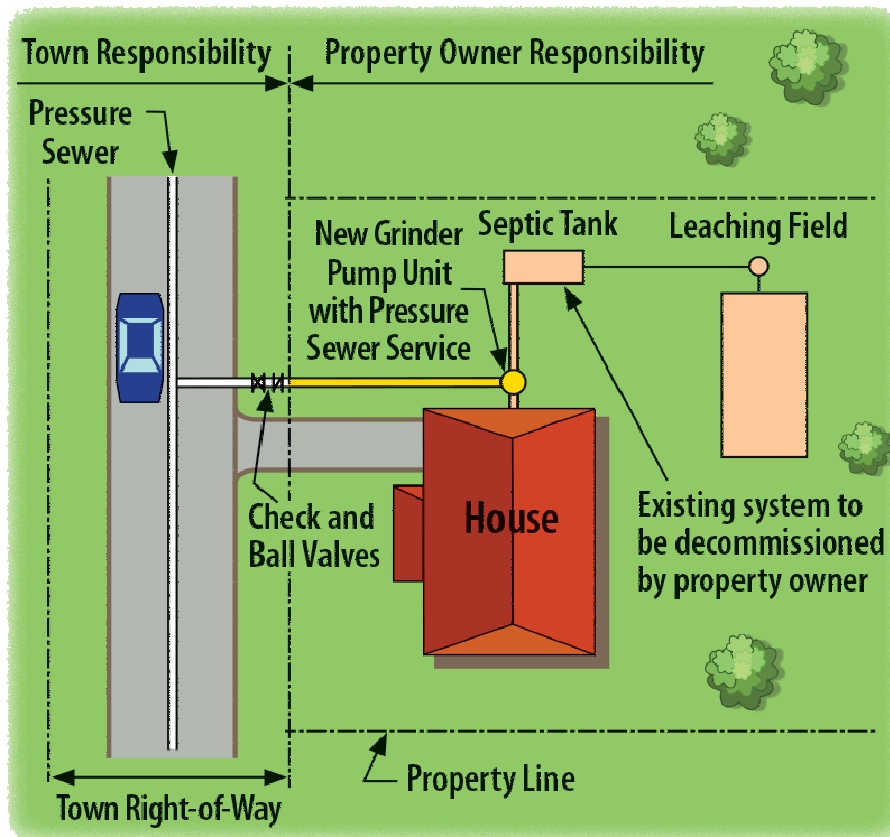 Town Responsibility
Property Owner Responsibility
Pressure
Sewer
New Grinder
Pump Unit
with Pressure
Sewer Service
Septic Tank
Leaching Field
Check and
Ball Valves
House
Existing system to
be decommissioned
by property owner
Property Line
Town Right-of-Way